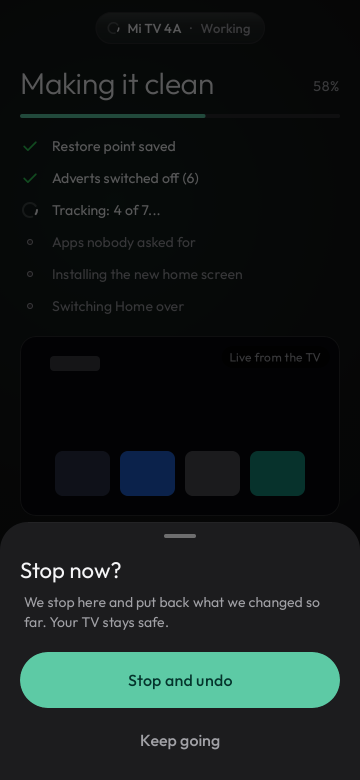 Mi TV 4A · Working
Making it clean
58%
Restore point saved
Adverts switched off (6)
Tracking: 4 of 7...
Apps nobody asked for
Installing the new home screen
Switching Home over
Live from the TV
Stop now?
We stop here and put back what we changed so
far. Your TV stays safe.
Stop and undo
Keep going